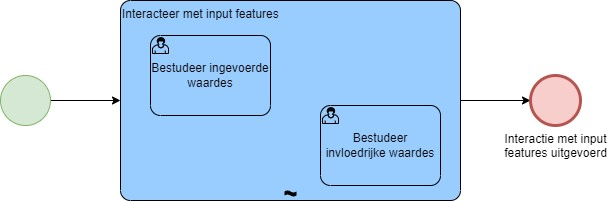 Interacteer met input features
Bestudeer ingevoerde
waardes
Bestudeer
invloedrijke waardes
Interactie met input
features uitgevoerd
~